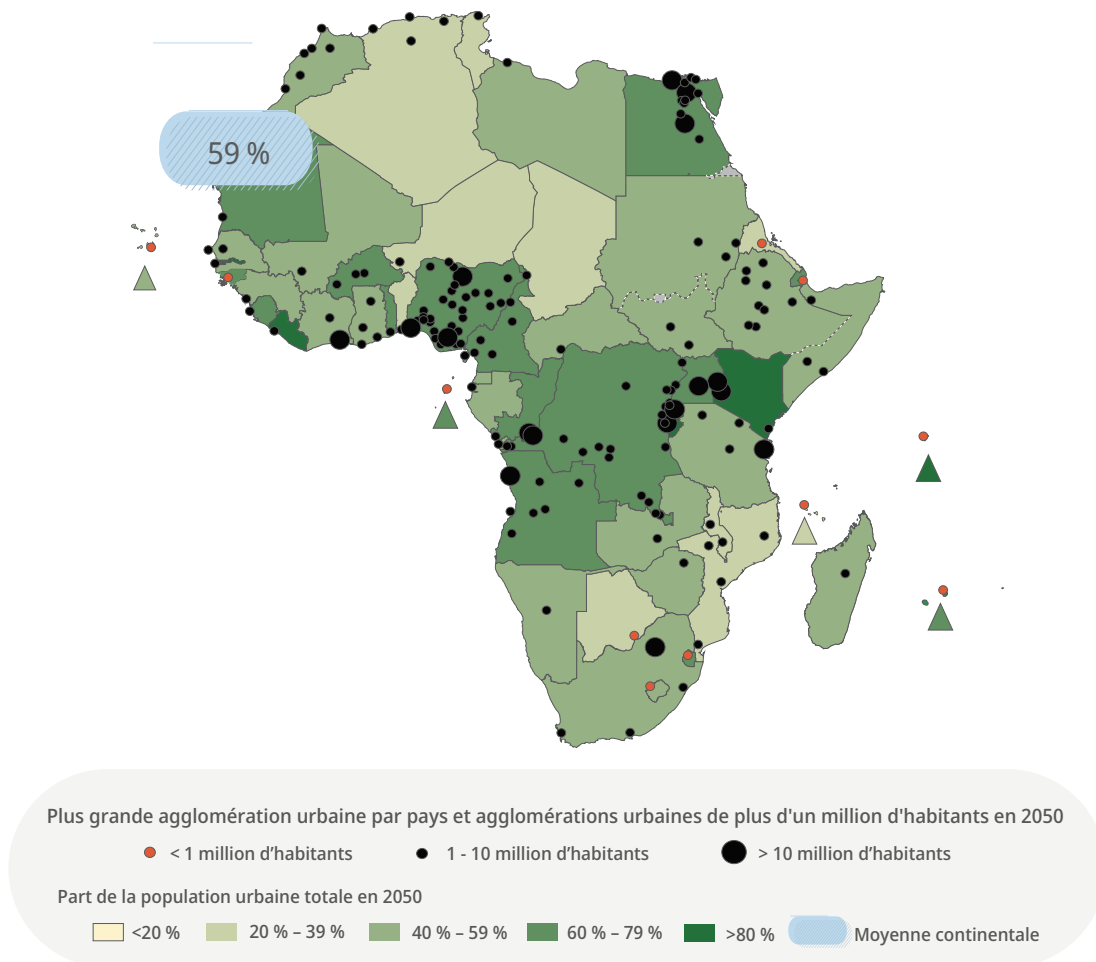 59 %
Plus grande agglomération urbaine par pays et agglomérations urbaines de plus d'un million d'habitants en 2050
< 1 million d’habitants
1 - 10 million d’habitants
> 10 million d’habitants
Part de la population urbaine totale en 2050
<20 %
20 % – 39 %
40 % – 59 %
60 % – 79 %
>80 %
Moyenne continentale